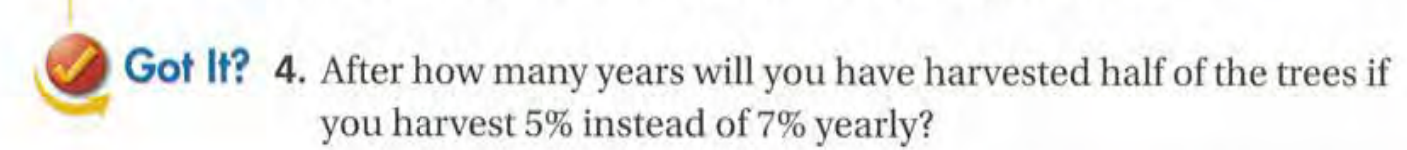 Got It? 4. After how many years will you have harvested half of the trees if
you harvest 5% instead of 7% yearly?